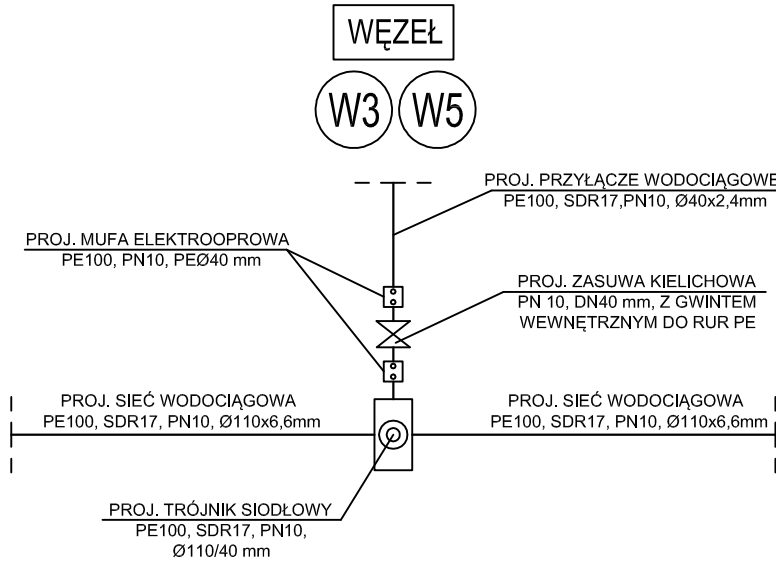 WĘZEŁ
W3 W5
PROJ. PRZYŁĄCZE WODOCIĄGOWE
PE100, SDR17,PN10, Ø40x2,4mm
PROJ. MUFA ELEKTROOPROWA
PE100, PN10, PEØ40 mm
PROJ. ZASUWA KIELICHOWA
PN 10, DN40 mm, Z GWINTEM
WEWNĘTRZNYM DO RUR PE
PROJ. SIEĆ WODOCIĄGOWA
PE100, SDR17, PN10, Ø110x6,6mm
PROJ. SIEĆ WODOCIĄGOWA
PE100, SDR17, PN10, Ø110x6,6mm
PROJ. TRÓJNIK SIODŁOWY
PE100, SDR17, PN10,
Ø110/40 mm